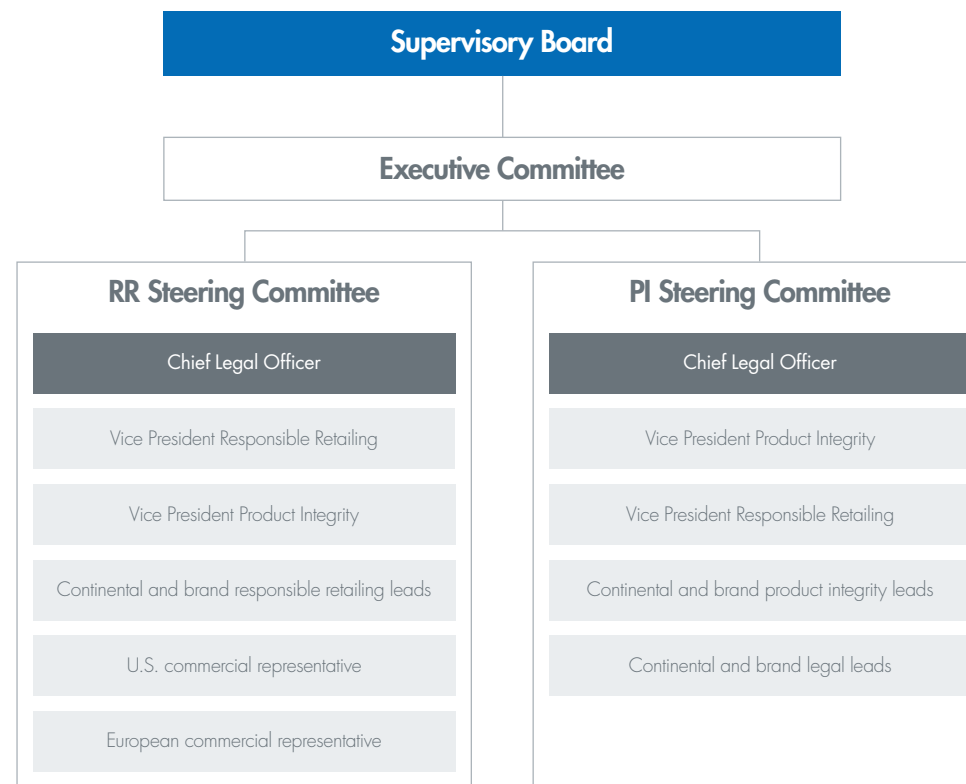 Supervisory Board
Executive Committee
RR Steering Committee
Chief Legal Officer
Vice President Responsible Retailing
Vice President Product Integrity
Continental and brand responsible retailing leads
U.S. commercial representative
European commercial representative
PI Steering Committee
Chief Legal Officer
Vice President Product Integrity
Vice President Responsible Retailing
Continental and brand product integrity leads
Continental and brand legal leads